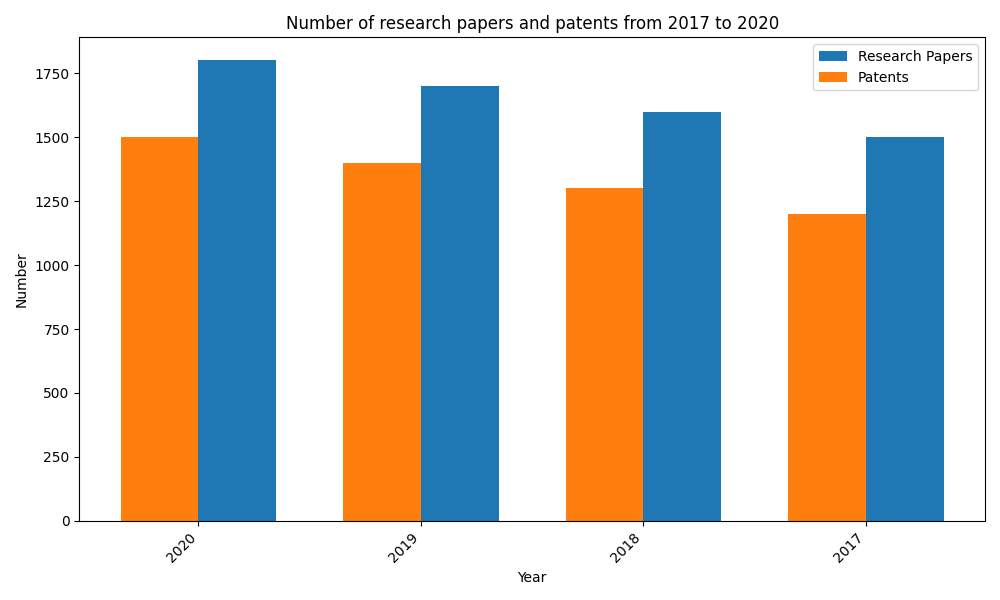 Number of research papers and patents from 2017 to 2020
Research Papers
Patents
Number
1750
1500
1250
1000
750
500
250
0
2020
2019
2018
2017
Year